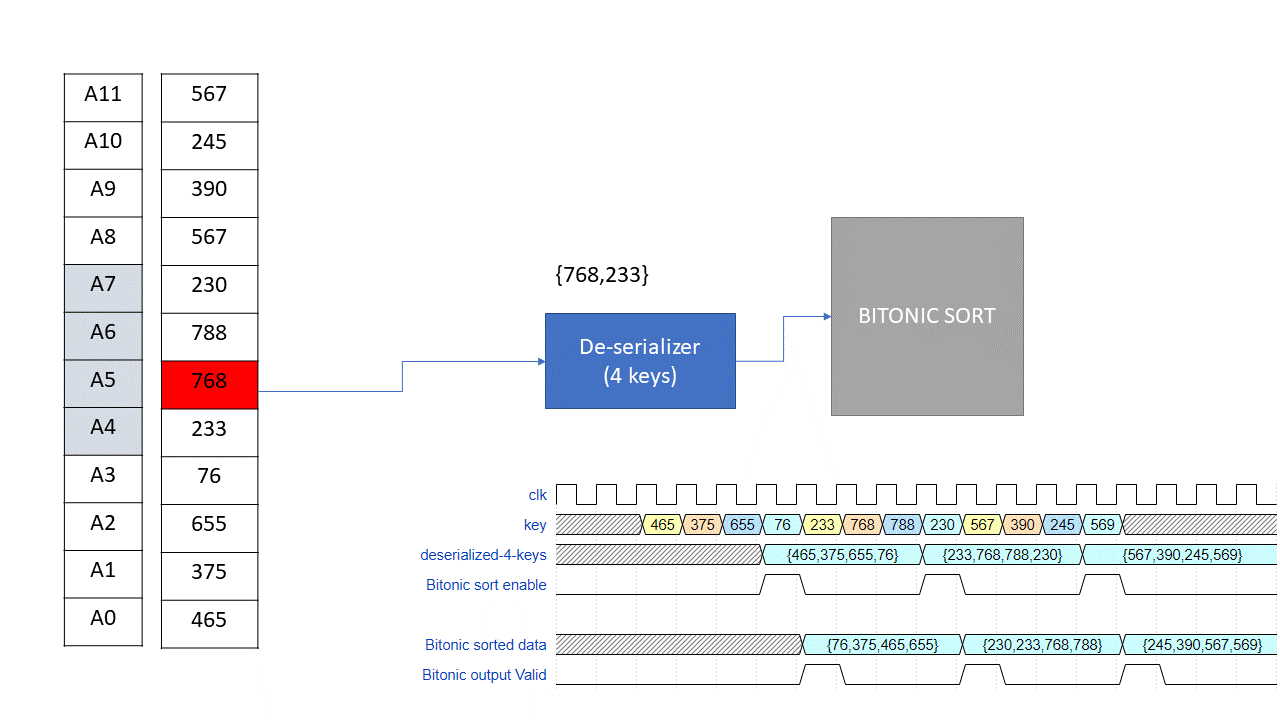 A11 567
A10 245
A9 390
A8 567
A7 230
A6 788
A5 768
A4 233
A3 76
A2 655
A1 375
A0 465
{768,233}
De-serializer
(4 keys)
BITONIC SORT
clk
key 465 375 655 76 233 768 788 230 567 390 245 569
deserialized-4-keys {465,375,655,76} {233,768,788,230} {567,390,245,569}
Bitonic sort enable
Bitonic sorted data {76,375,465,655} {230,233,768,788} {245,390,567,569}
Bitonic output Valid